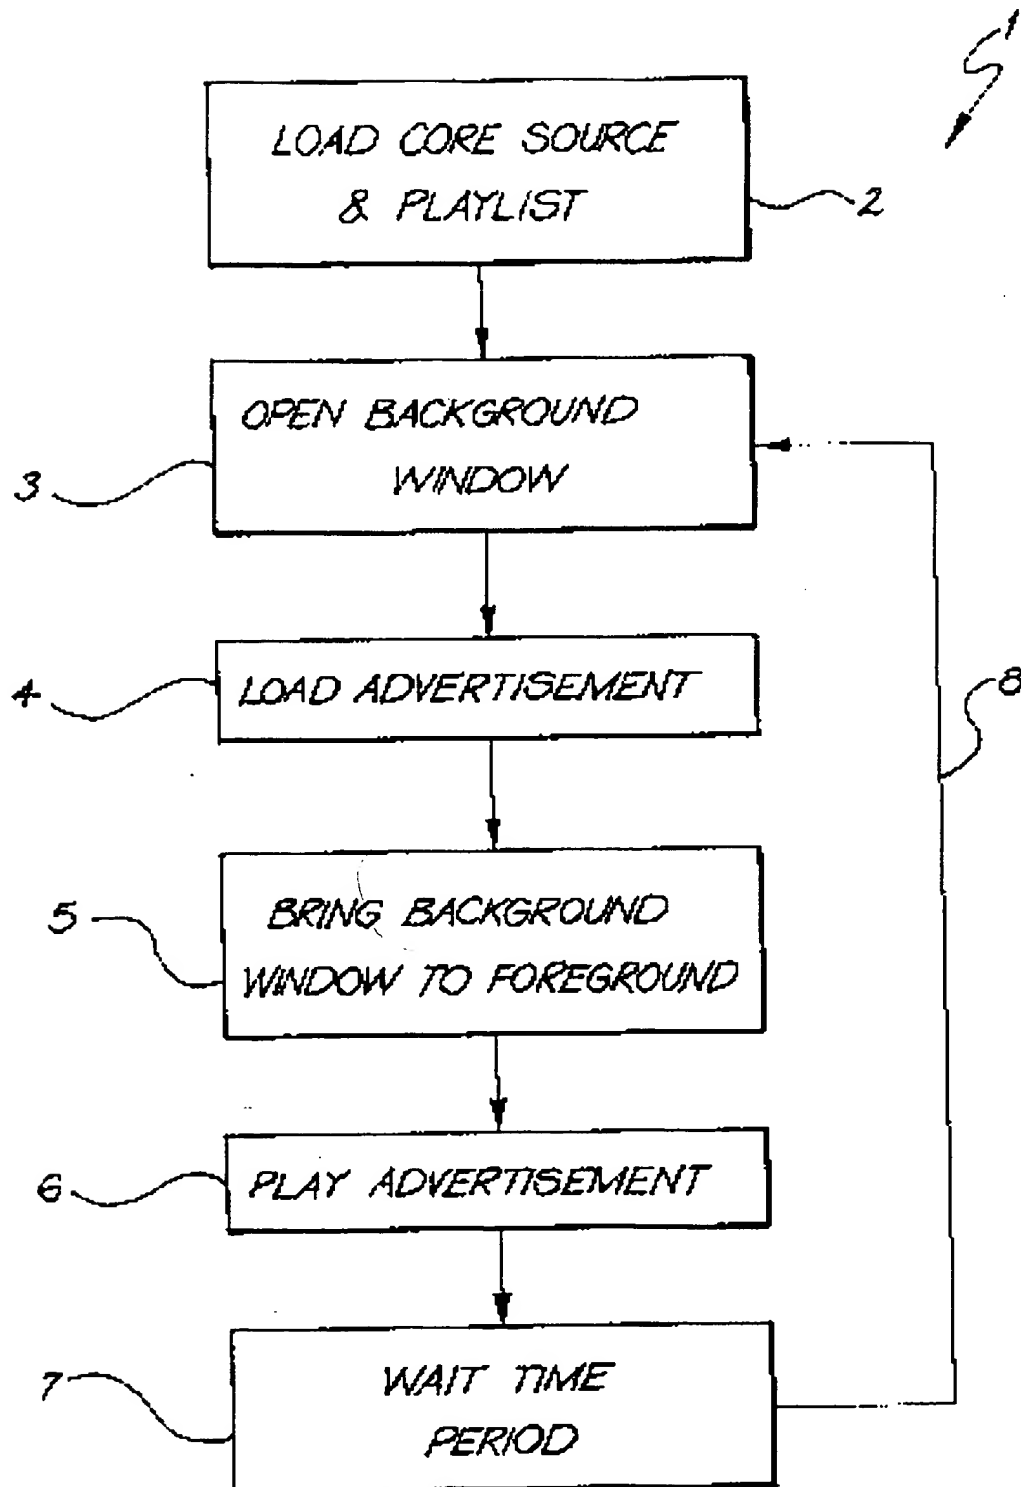 1
LOAD CORE SOURCE
& PLAYLIST
2
OPEN BACKGROUND
WINDOW
3
4
LOAD ADVERTISEMENT
8
5
BRING BACKGROUND
WINDOW TO FOREGROUND
6
PLAY ADVERTISEMENT
7
WAIT TIME
PERIOD